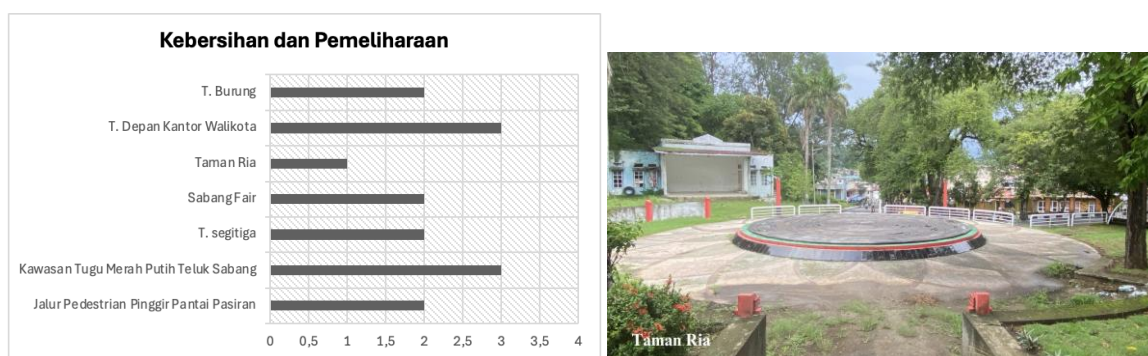 Kebersihan dan Pemeliharaan
T. Burung
T. Depan Kantor Walikota
Taman Ria
Sabang Fair
T. segitiga
Kawasan Tugu Merah Putih Teluk Sabang
Jalur Pedestrian Pinggir Pantai Pasiran
0 0,5 1 1,5 2 2,5 3 3,5 4
Taman Ria